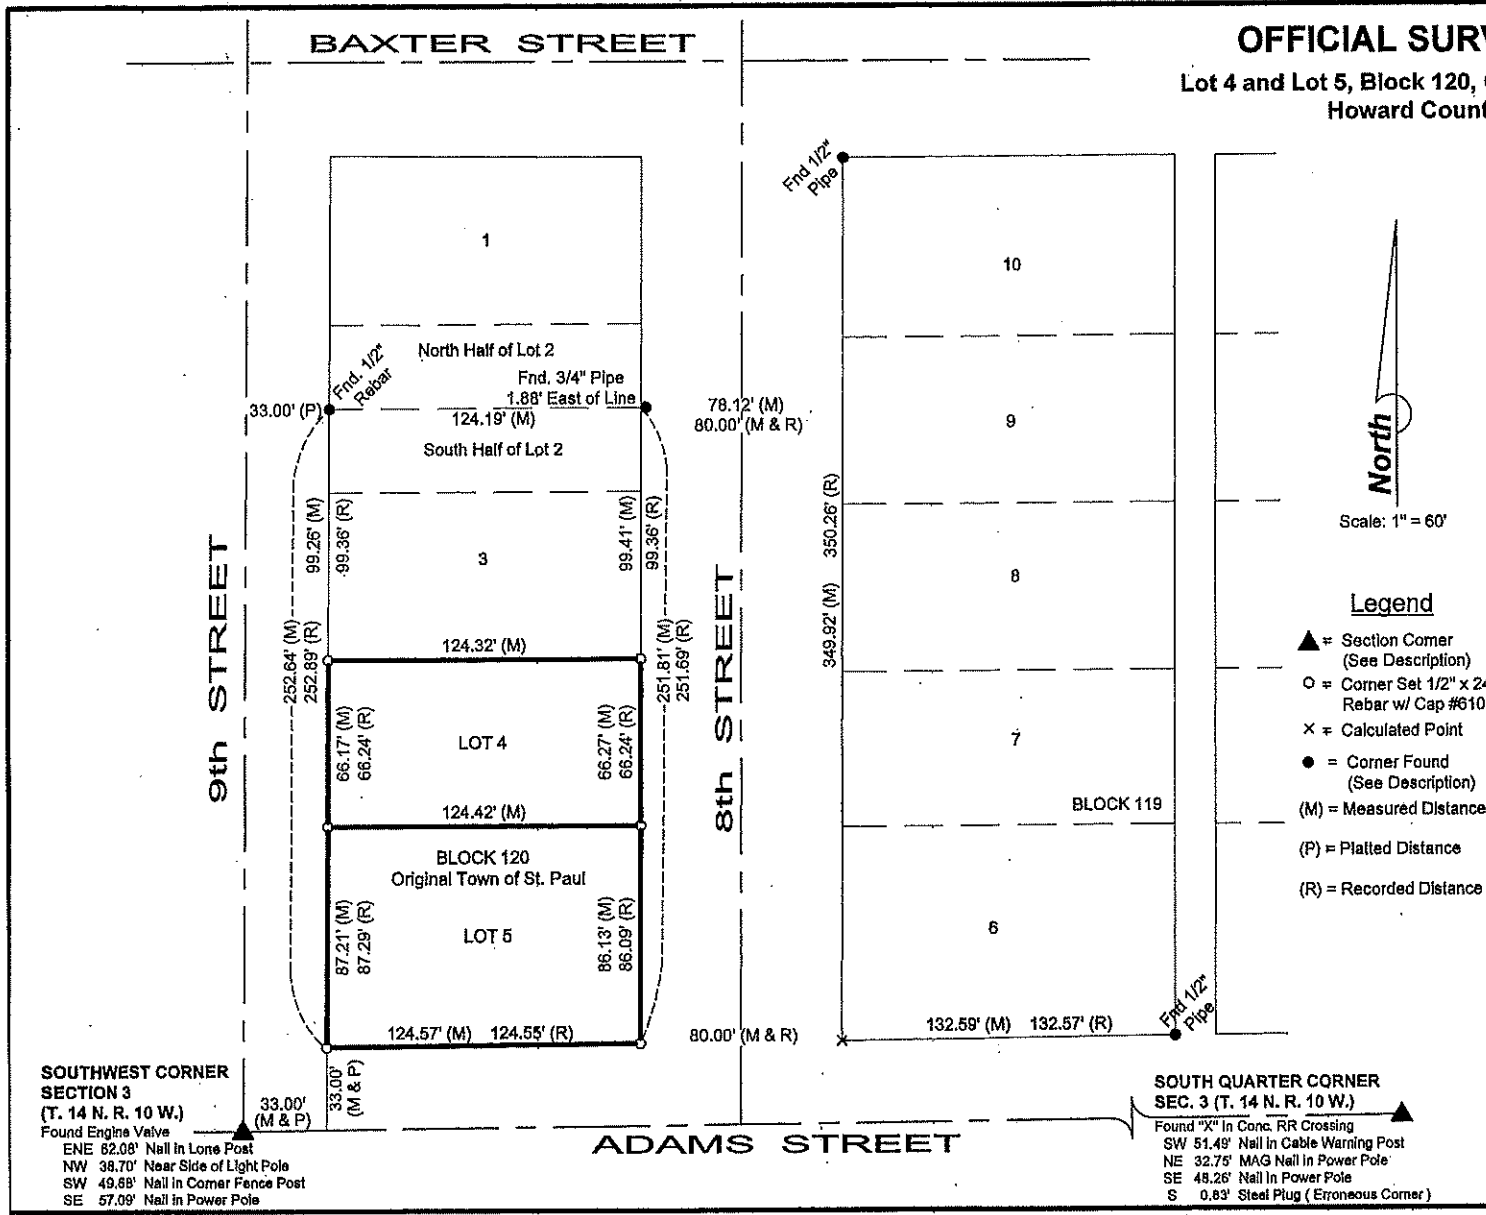 BAXTER STREET
OFFICIAL SURV
Lot 4 and Lot 5, Block 120,
Howard Count
Fnd 1/2"
Pipe
1
10
North Half of Lot 2
Fnd. 1/2"
Rebar
Fnd. 3/4" Pipe
1.88' East of Line
33.00' (P)
124.19' (M)
78.12' (M)
80.00' (M & R)
South Half of Lot 2
9
North
Scale: 1" = 60'
99.26' (M)
99.36' (R)
3
99.41' (M)
99.36' (R)
349.92' (M) 350.26' (R)
8
9th STREET
8th STREET
252.64' (M)
252.89' (R)
124.32' (M)
251.81' (M)
251.69' (R)
Legend
= Section Corner
(See Description)
= Corner Set 1/2" x 24
Rebar w/ Cap #610
= Calculated Point
= Corner Found
(See Description)
(M) = Measured Distance
(P) = Platted Distance
(R) = Recorded Distance
66.17' (M)
66.24' (R)
LOT 4
66.27' (M)
66.24' (R)
7
124.42' (M)
BLOCK 119
BLOCK 120
Original Town of St. Paul
87.21' (M)
87.29' (R)
LOT 5
86.13' (M)
86.09' (R)
6
124.57' (M) 124.55' (R)
80.00' (M & R)
132.59' (M) 132.57' (R)
Fnd 1/2"
Pipe
SOUTHWEST CORNER
SECTION 3
(T. 14 N. R. 10 W.)
Found Engine Valve
ENE 62.08' Nail in Lone Post
NW 38.70' Near Side of Light Pole
SW 49.68' Nail in Corner Fence Post
SE 57.09' Nail in Power Pole
33.00'
(M & P)
33.00'
(M & P)
ADAMS STREET
SOUTH QUARTER CORNER
SEC. 3 (T. 14 N. R. 10 W.)
Found "X" in Conc. RR Crossing
SW 51.49' Nail in Cable Warning Post
NE 32.75' MAG Nail in Power Pole
SE 48.26' Nail in Power Pole
S 0.83' Steel Plug ( Erroneous Corner )